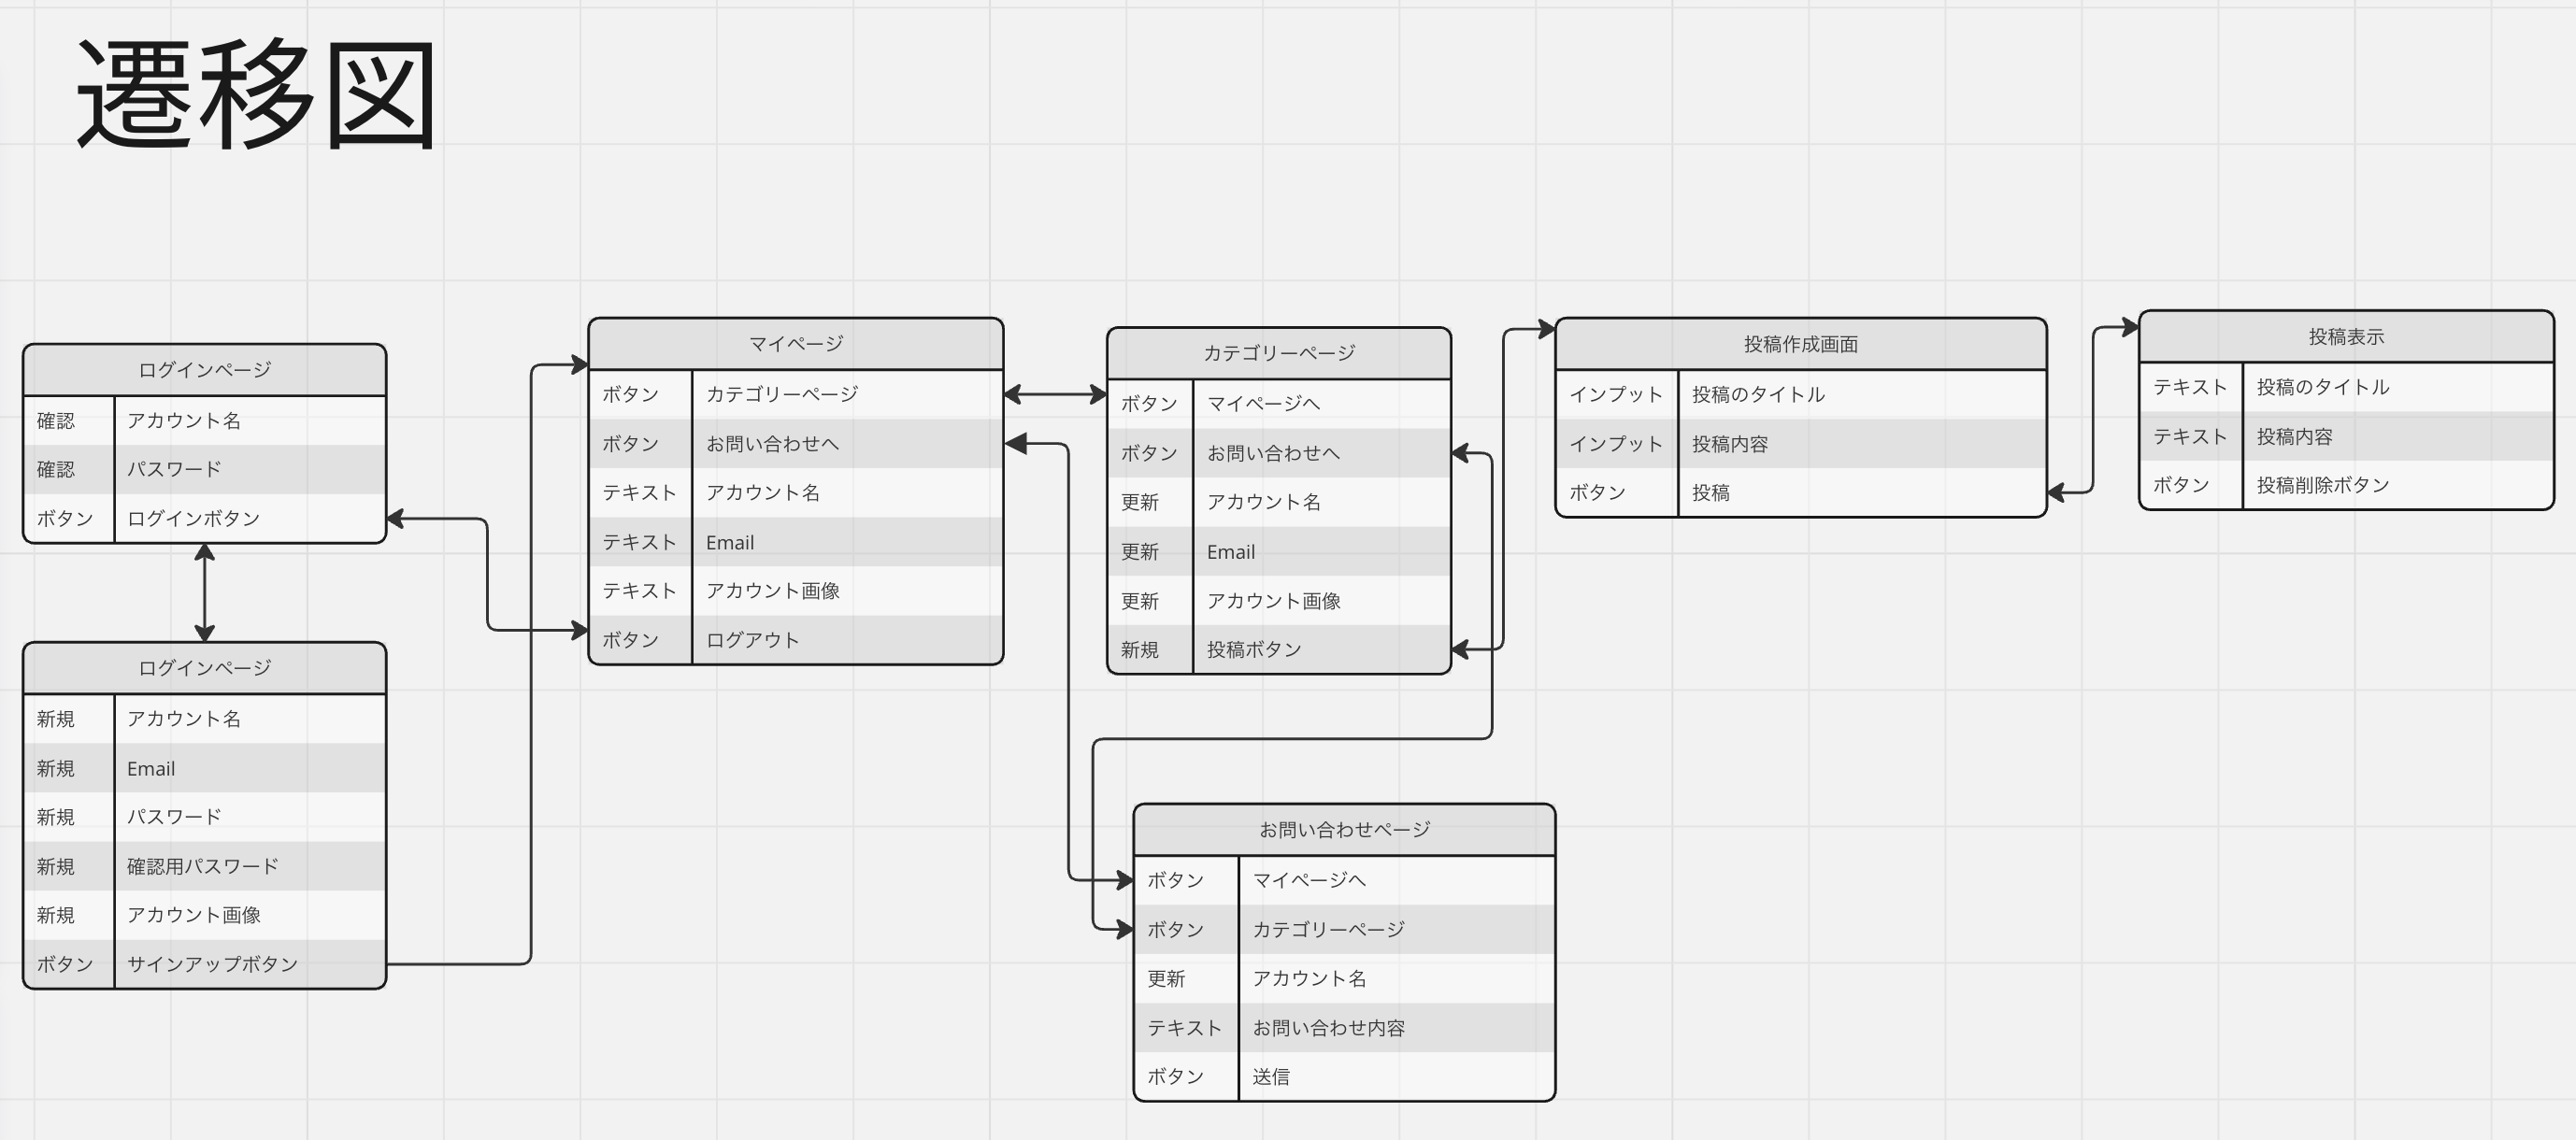 遷移図
ログインページ
確認 アカウント名
確認 パスワード
ボタン ログインボタン
ログインページ
新規 アカウント名
新規 Email
新規 パスワード
新規 確認用パスワード
新規 アカウント画像
ボタン サインアップボタン
マイページ
ボタン カテゴリーページ
ボタン お問い合わせへ
テキスト アカウント名
テキスト Email
テキスト アカウント画像
ボタン ログアウト
カテゴリーページ
ボタン マイページへ
ボタン お問い合わせへ
更新 アカウント名
更新 Email
更新 アカウント画像
新規 投稿ボタン
お問い合わせページ
ボタン マイページへ
ボタン カテゴリーページ
更新 アカウント名
テキスト お問い合わせ内容
ボタン 送信
投稿作成画面
インプット 投稿のタイトル
インプット 投稿内容
ボタン 投稿
投稿表示
テキスト 投稿のタイトル
テキスト 投稿内容
ボタン 投稿削除ボタン